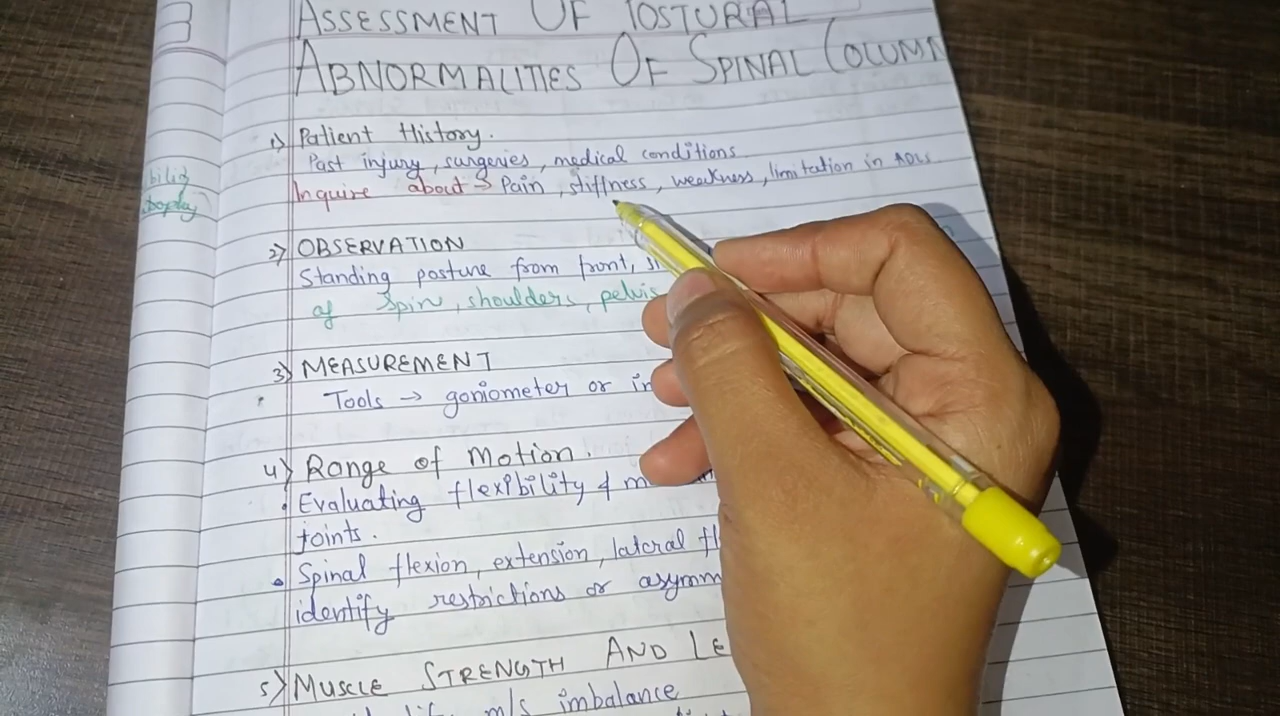 ASSESSMENT OF POSTURAL
ABNORMALITIES OF SPINAL COLUMN
1) Patient History.
Past injury, surgeries, medical conditions
Inquire about → Pain, stiffness, weakness, limitation in ADLs.
2) OBSERVATION
Standing posture from front,
of spin, shoulders, pelvis
3) MEASUREMENT
Tools → goniometer or
4) Range of motion.
• Evaluating flexibility &
joints.
• Spinal flexion, extension, lateral
identify restrictions or
5) MUSCLE STRENGTH AND
m/s imbalance